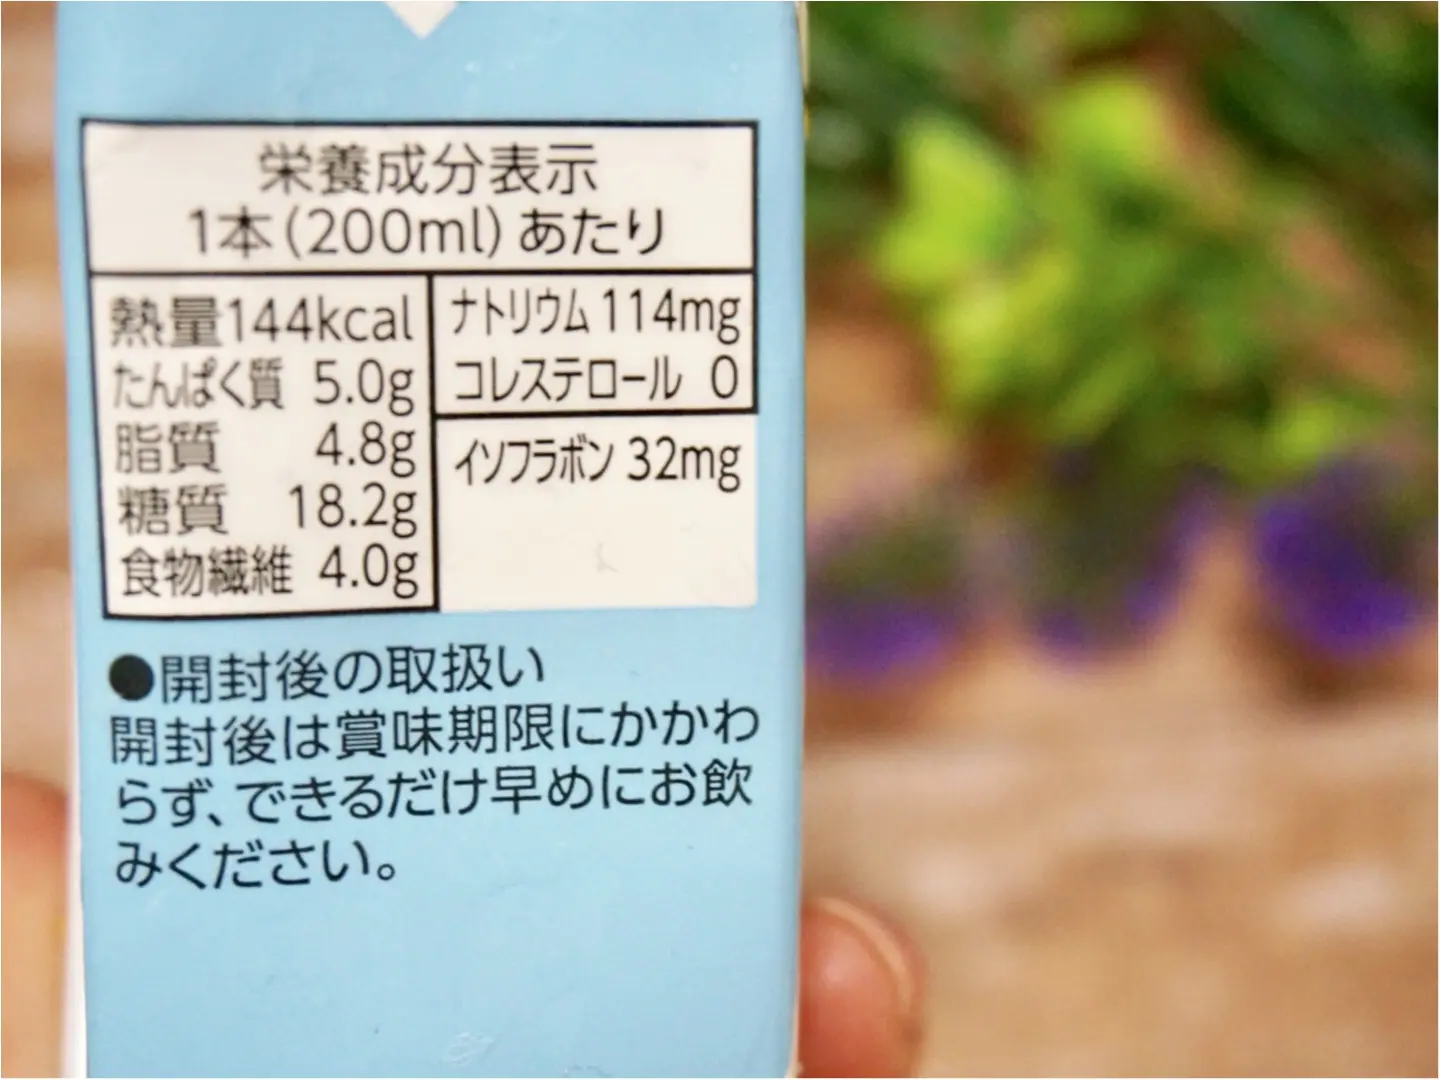 栄養成分表示
1本(200ml)あたり
熱量144kcal
たんぱく質 5.0g
脂質 4.8g
糖質 18.2g
食物繊維 4.0g
ナトリウム 114mg
コレステロール 0
イソフラボン 32mg
●開封後の取扱い
開封後は賞味期限にかかわ
らず、できるだけ早めにお飲
みください。